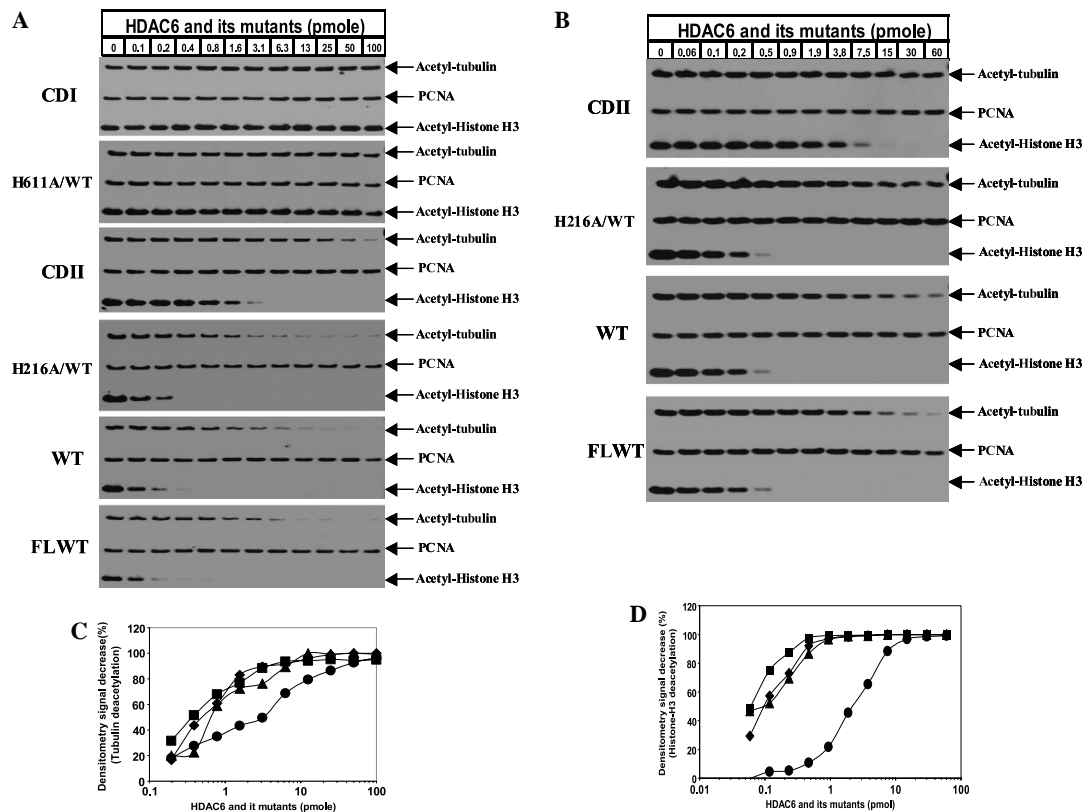 A
HDAC6 and its mutants (pmole)
0 0.1 0.2 0.4 0.8 1.6 3.1 6.3 13 25 50 100
CDI
Acetyl-tubulin
PCNA
Acetyl-Histone H3
H611A/WT
Acetyl-tubulin
PCNA
Acetyl-Histone H3
CDII
Acetyl-tubulin
PCNA
Acetyl-Histone H3
H216A/WT
Acetyl-tubulin
PCNA
Acetyl-Histone H3
WT
Acetyl-tubulin
PCNA
Acetyl-Histone H3
FLWT
Acetyl-tubulin
PCNA
Acetyl-Histone H3
B
HDAC6 and its mutants (pmole)
0 0,06 0,1 0,2 0,5 0,9 1,9 3,8 7,5 15 30 60
CDII
Acetyl-tubulin
PCNA
Acetyl-Histone H3
H216A/WT
Acetyl-tubulin
PCNA
Acetyl-Histone H3
WT
Acetyl-tubulin
PCNA
Acetyl-Histone H3
FLWT
Acetyl-tubulin
PCNA
Acetyl-Histone H3
C
Densitometry signal decrease(%)
(Tubulin deacetylation)
120
100
80
60
40
20
0
0.1 1 10 100
HDAC6 and it mutants (pmole)
D
Densitometry signal decrease (%)
(Histone-H3 deacetylation)
120
100
80
60
40
20
0
0.01 0.1 1 10 100
HDAC6 and its mutants (pmol)